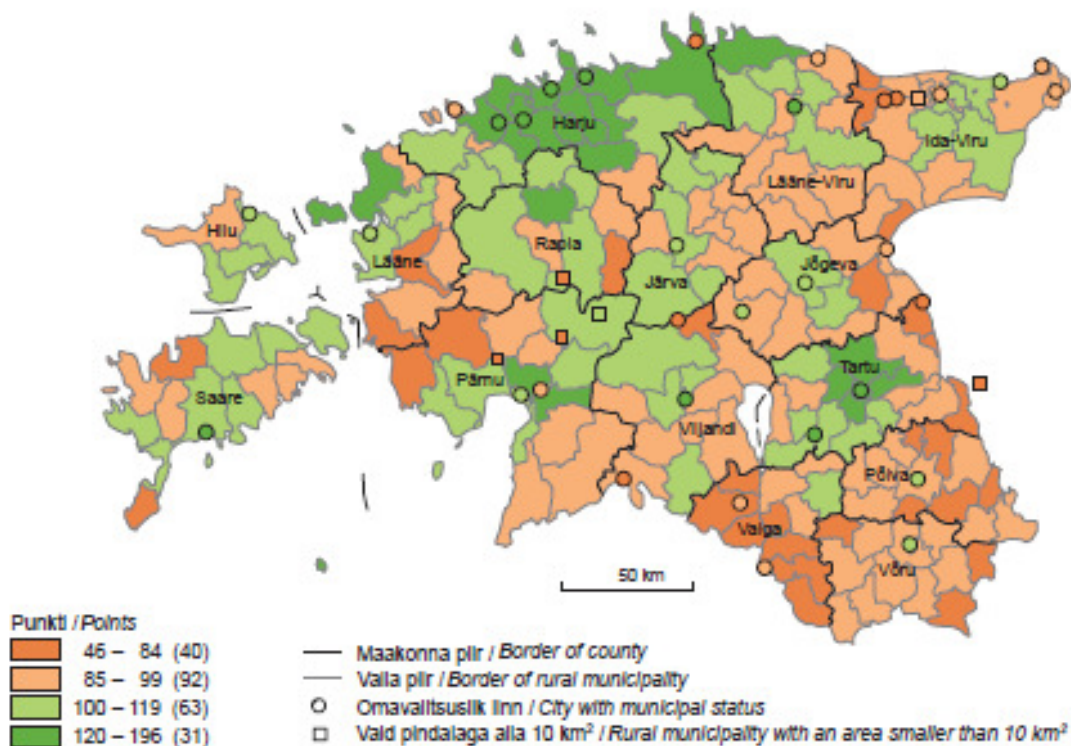 Harju
Ida-Viru
Lääne-Viru
Hiiu
Rapla
Lääne
Järva
Jõgeva
Tartu
Saare
Pärnu
Viljandi
Põlva
Valga
Võru
50 km
Punkti / Points
46 – 84 (40)
85 – 99 (92)
100 – 119 (63)
120 – 196 (31)
Maakonna piir / Border of county
Valla piir / Border of rural municipality
Omavalitsuslik linn / City with municipal status
Vald pindalaga alla 10 km² / Rural municipality with an area smaller than 10 km²